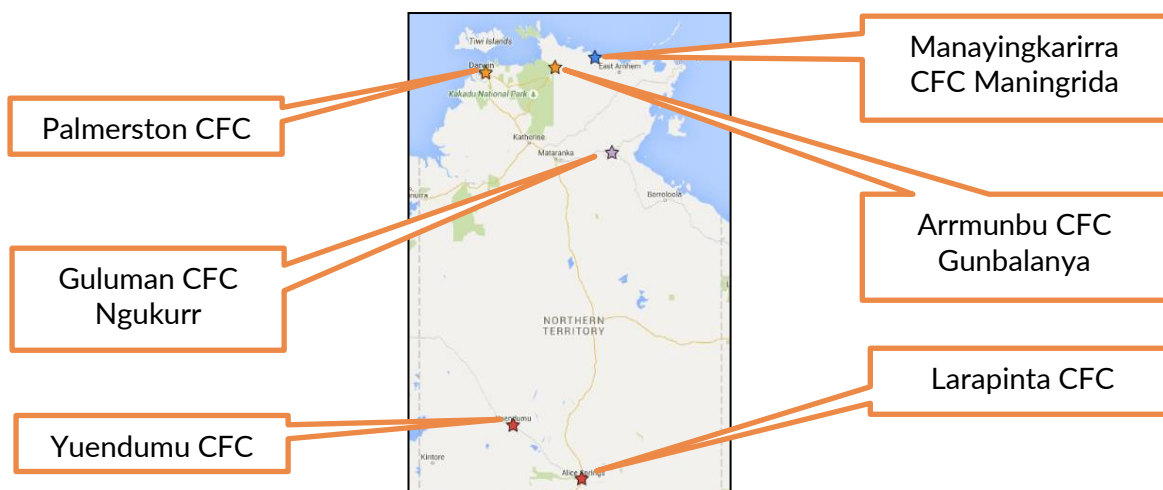 Manayingkarirra
CFC Maningrida
Palmerston CFC
Arrmunbu CFC
Gunbalanya
Guluman CFC
Ngukurr
Larapinta CFC
Yuendumu CFC
Tiwi Islands
Darwin
East Arnhem
Kakadu National Park
Katherine
Mataranka
Borroloola
NORTHERN
TERRITORY
Kintore
Alice Springs